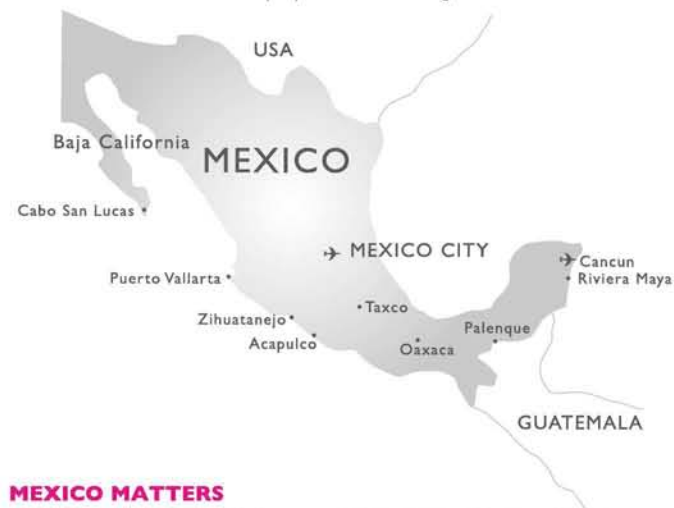 USA
Baja California
MEXICO
Cabo San Lucas
MEXICO CITY
Cancun
Puerto Vallarta
Riviera Maya
Taxco
Zihuatanejo
Palenque
Acapulco
Oaxaca
GUATEMALA
MEXICO MATTERS